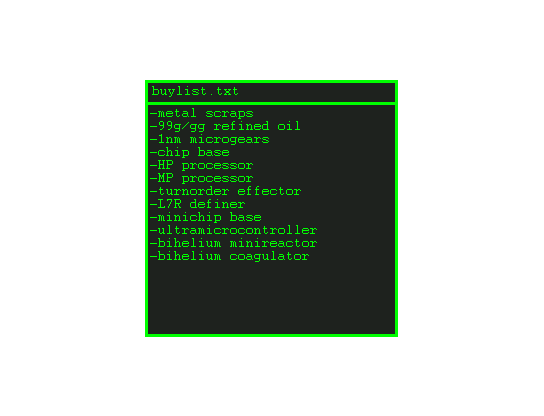 buylist.txt
-metal scraps
-99g/gg refined oil
-1nm microgears
-chip base
-HP processor
-MP processor
-turnorder effector
-L7R definer
-minichip base
-ultramicrocontroller
-bihelium minireactor
-bihelium coagulator